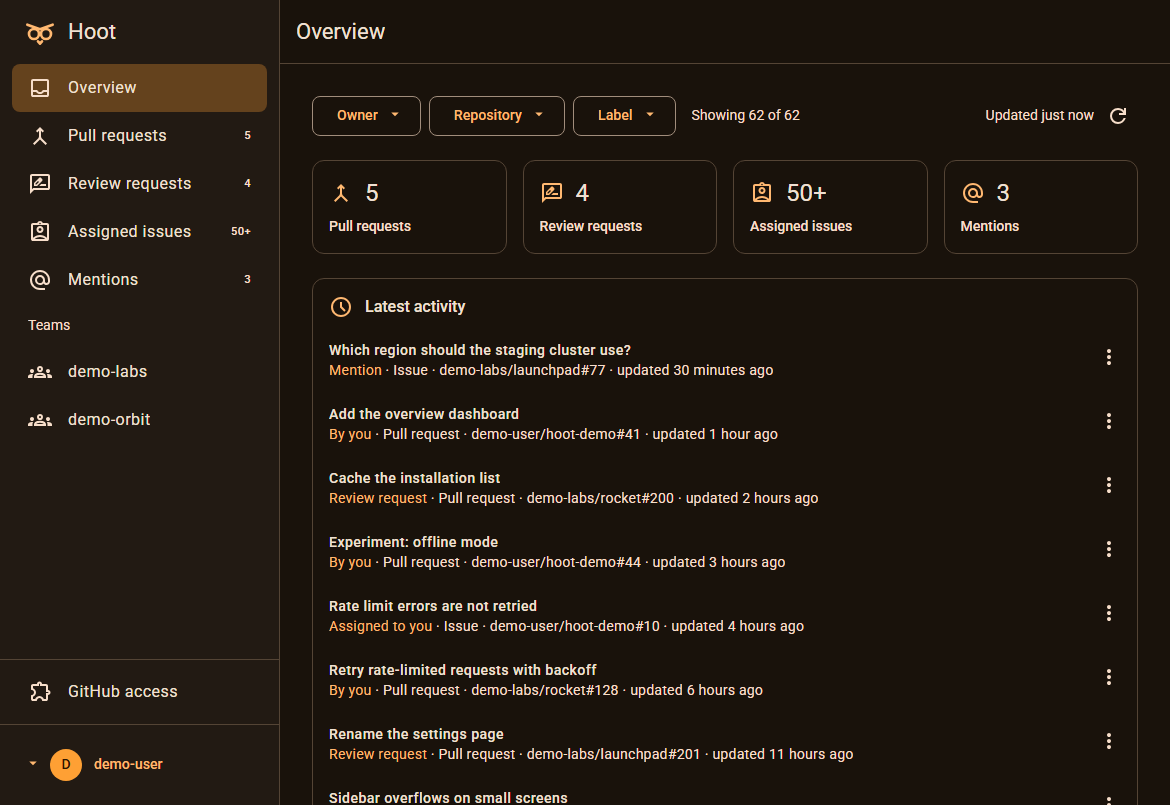 Hoot
Overview
Pull requests 5
Review requests 4
Assigned issues 50+
Mentions 3
Teams
demo-labs
demo-orbit
GitHub access
D demo-user
Overview
Owner Repository Label Showing 62 of 62 Updated just now
5
Pull requests
4
Review requests
50+
Assigned issues
3
Mentions
Latest activity
Which region should the staging cluster use?
Mention · Issue · demo-labs/launchpad#77 · updated 30 minutes ago
Add the overview dashboard
By you · Pull request · demo-user/hoot-demo#41 · updated 1 hour ago
Cache the installation list
Review request · Pull request · demo-labs/rocket#200 · updated 2 hours ago
Experiment: offline mode
By you · Pull request · demo-user/hoot-demo#44 · updated 3 hours ago
Rate limit errors are not retried
Assigned to you · Issue · demo-user/hoot-demo#10 · updated 4 hours ago
Retry rate-limited requests with backoff
By you · Pull request · demo-labs/rocket#128 · updated 6 hours ago
Rename the settings page
Review request · Pull request · demo-labs/launchpad#201 · updated 11 hours ago
Sidebar overflows on small screens